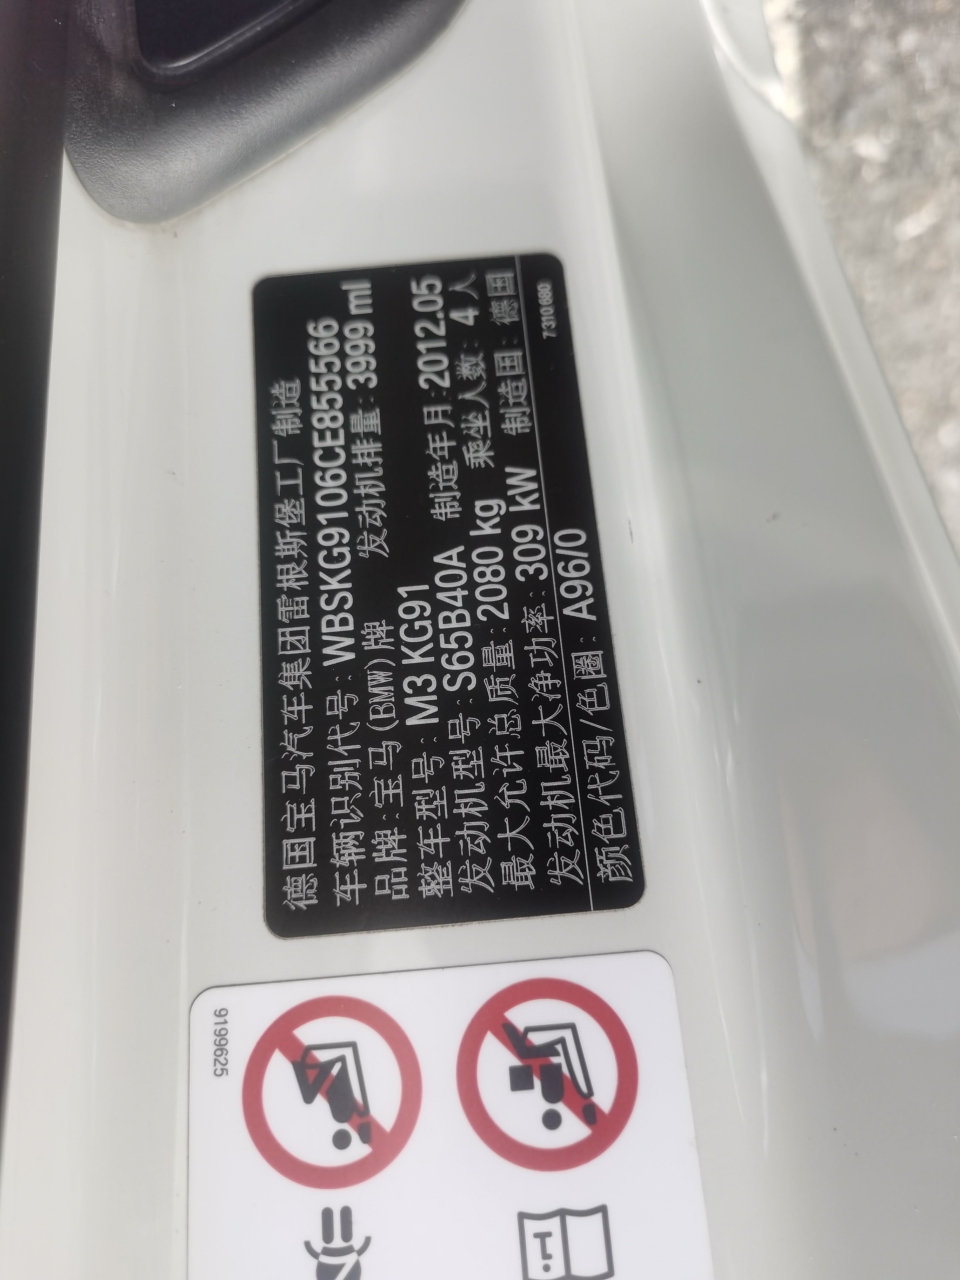 德国宝马汽车集团雷根斯堡工厂制造
车辆识别代号: WBSKG9106CE855566
品牌:宝马(BMW)牌 发动机排量: 3999 ml
整车型号: M3 KG91
发动机型号: S65B40A 制造年月:2012.05
最大允许总质量:2080 kg 乘坐人数: 4 人
发动机最大净功率: 309 kW 制造国: 德国
颜色代码/色圈: A96/0
7 310 680
9199625